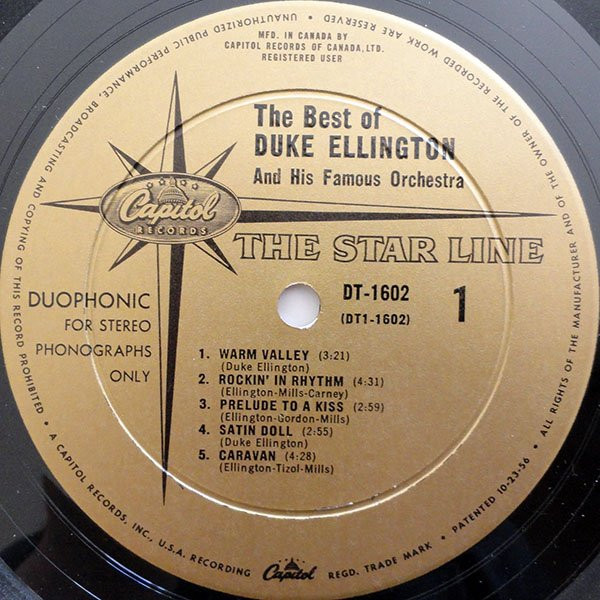 MFD. IN CANADA BY
CAPITOL RECORDS OF CANADA, LTD.
REGISTERED USER
The Best of
DUKE ELLINGTON
And His Famous Orchestra
Capitol
RECORDS
THE STAR LINE
DUOPHONIC
FOR STEREO
PHONOGRAPHS
ONLY
DT-1602
(DT1-1602)
1
1. WARM VALLEY (3:21)
(Duke Ellington)
2. ROCKIN' IN RHYTHM (4:31)
(Ellington-Mills-Carney)
3. PRELUDE TO A KISS (2:59)
(Ellington-Gordon-Mills)
4. SATIN DOLL (2:55)
(Duke Ellington)
5. CARAVAN (4:28)
(Ellington-Tizol-Mills)
A CAPITOL RECORDS, INC., U.S.A. RECORDING
Capitol
REGD. TRADE MARK • PATENTED 10-23-56 • ALL RIGHTS OF THE MANUFACTURER AND OF THE OWNER OF THE RECORDED WORK ARE RESERVED • UNAUTHORIZED PUBLIC PERFORMANCE, BROADCASTING AND COPYING OF THIS RECORD PROHIBITED •